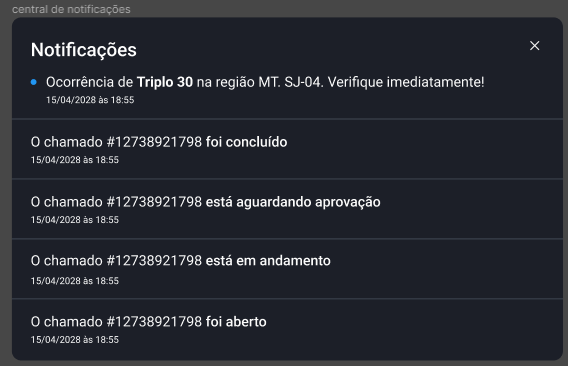 central de notificações
Notificações
Ocorrência de Triplo 30 na região MT. SJ-04. Verifique imediatamente!
15/04/2028 às 18:55
O chamado #12738921798 foi concluído
15/04/2028 às 18:55
O chamado #12738921798 está aguardando aprovação
15/04/2028 às 18:55
O chamado #12738921798 está em andamento
15/04/2028 às 18:55
O chamado #12738921798 foi aberto
15/04/2028 às 18:55